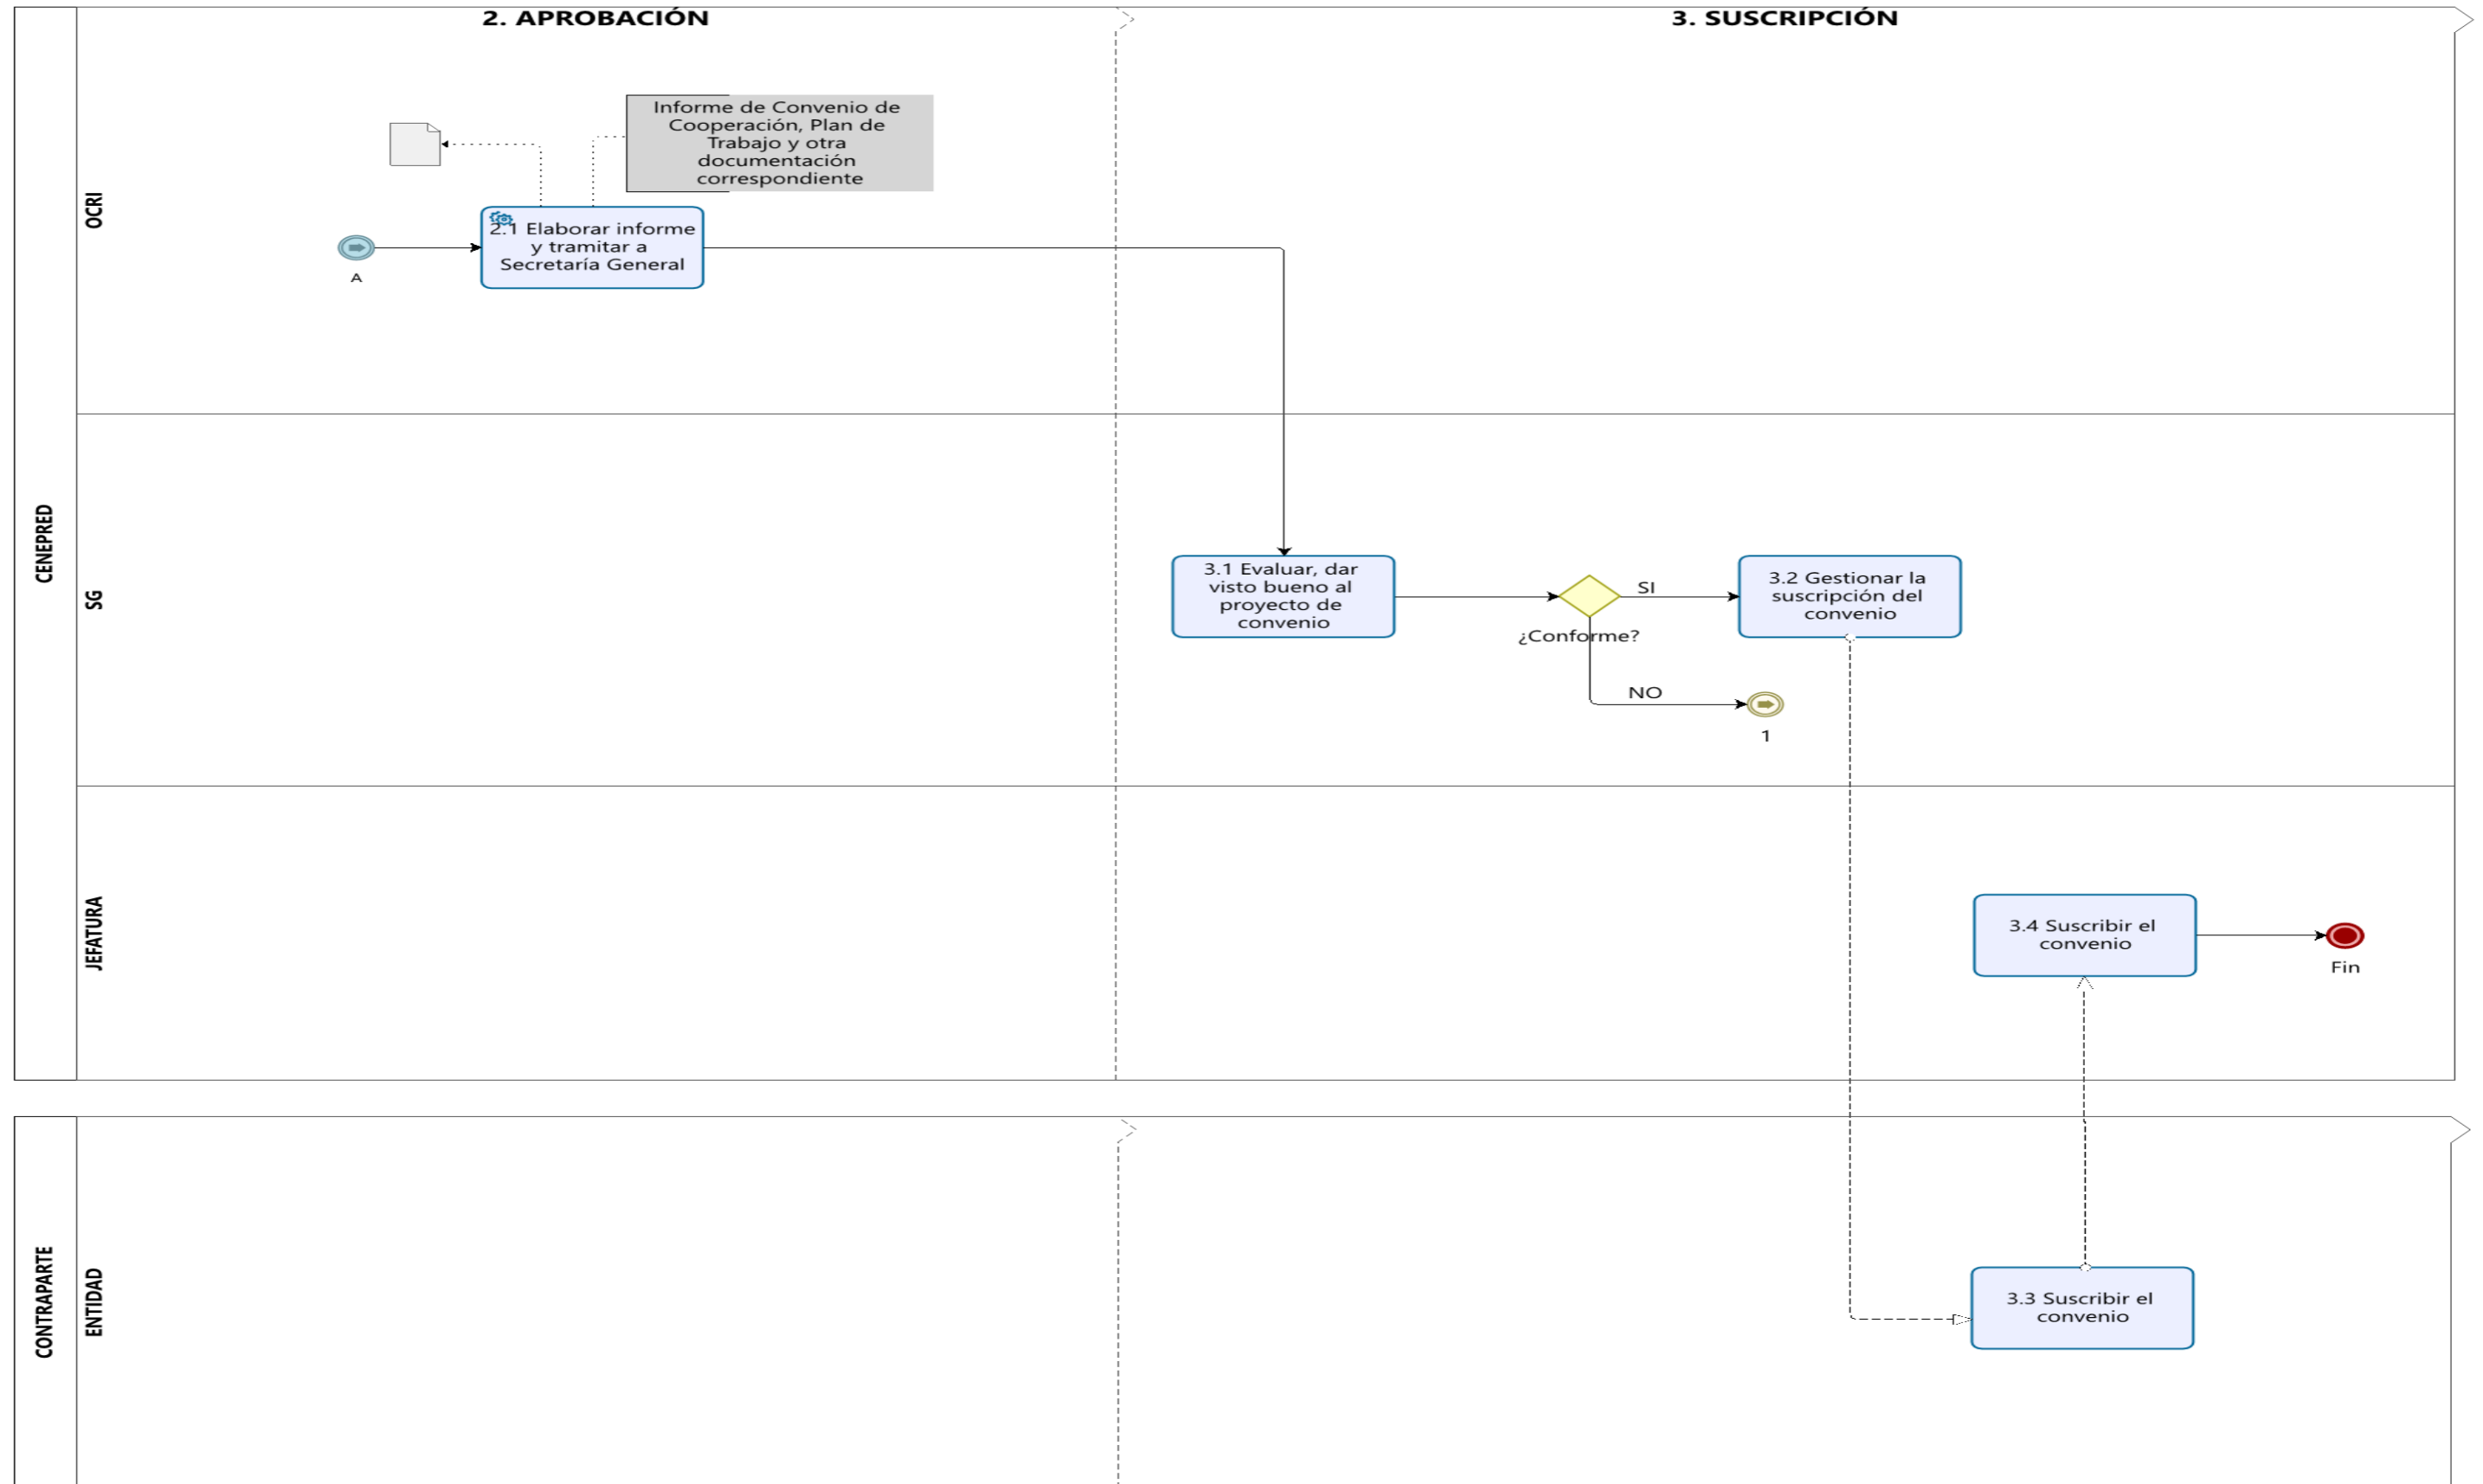 2. APROBACIÓN
3. SUSCRIPCIÓN
CENEPRED
OCRI
Informe de Convenio de
Cooperación, Plan de
Trabajo y otra
documentación
correspondiente
A
2.1 Elaborar informe
y tramitar a
Secretaría General
SG
3.1 Evaluar, dar
visto bueno al
proyecto de
convenio
¿Conforme?
SI
NO
1
3.2 Gestionar la
suscripción del
convenio
JEFATURA
3.4 Suscribir el
convenio
Fin
CONTRAPARTE
ENTIDAD
3.3 Suscribir el
convenio